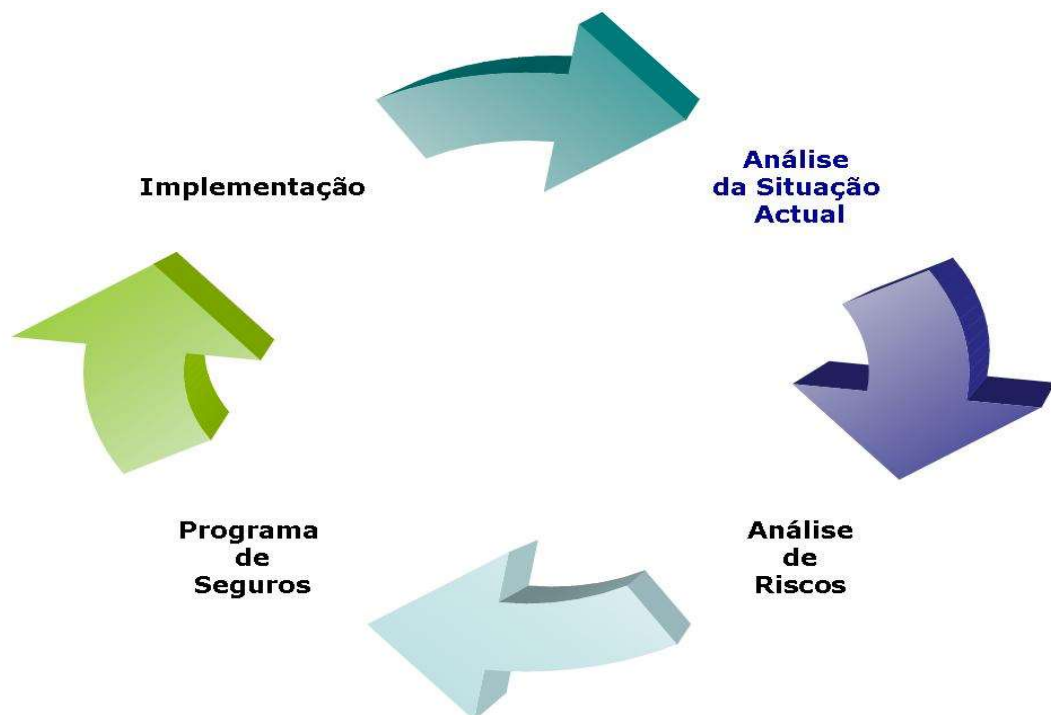 Implementação
Análise
da Situação
Actual
Programa
de
Seguros
Análise
de
Riscos